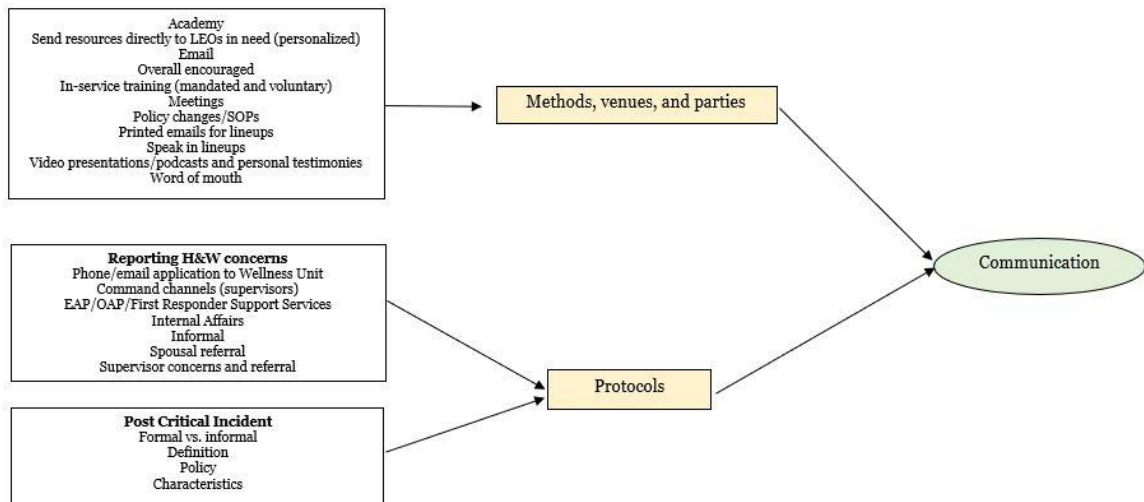 Academy
Send resources directly to LEOs in need (personalized)
Email
Overall encouraged
In-service training (mandated and voluntary)
Meetings
Policy changes/SOPs
Printed emails for lineups
Speak in lineups
Video presentations/podcasts and personal testimonies
Word of mouth
Methods, venues, and parties
Reporting H&W concerns
Phone/email application to Wellness Unit
Command channels (supervisors)
EAP/OAP/First Responder Support Services
Internal Affairs
Informal
Spousal referral
Supervisor concerns and referral
Communication
Protocols
Post Critical Incident
Formal vs. informal
Definition
Policy
Characteristics